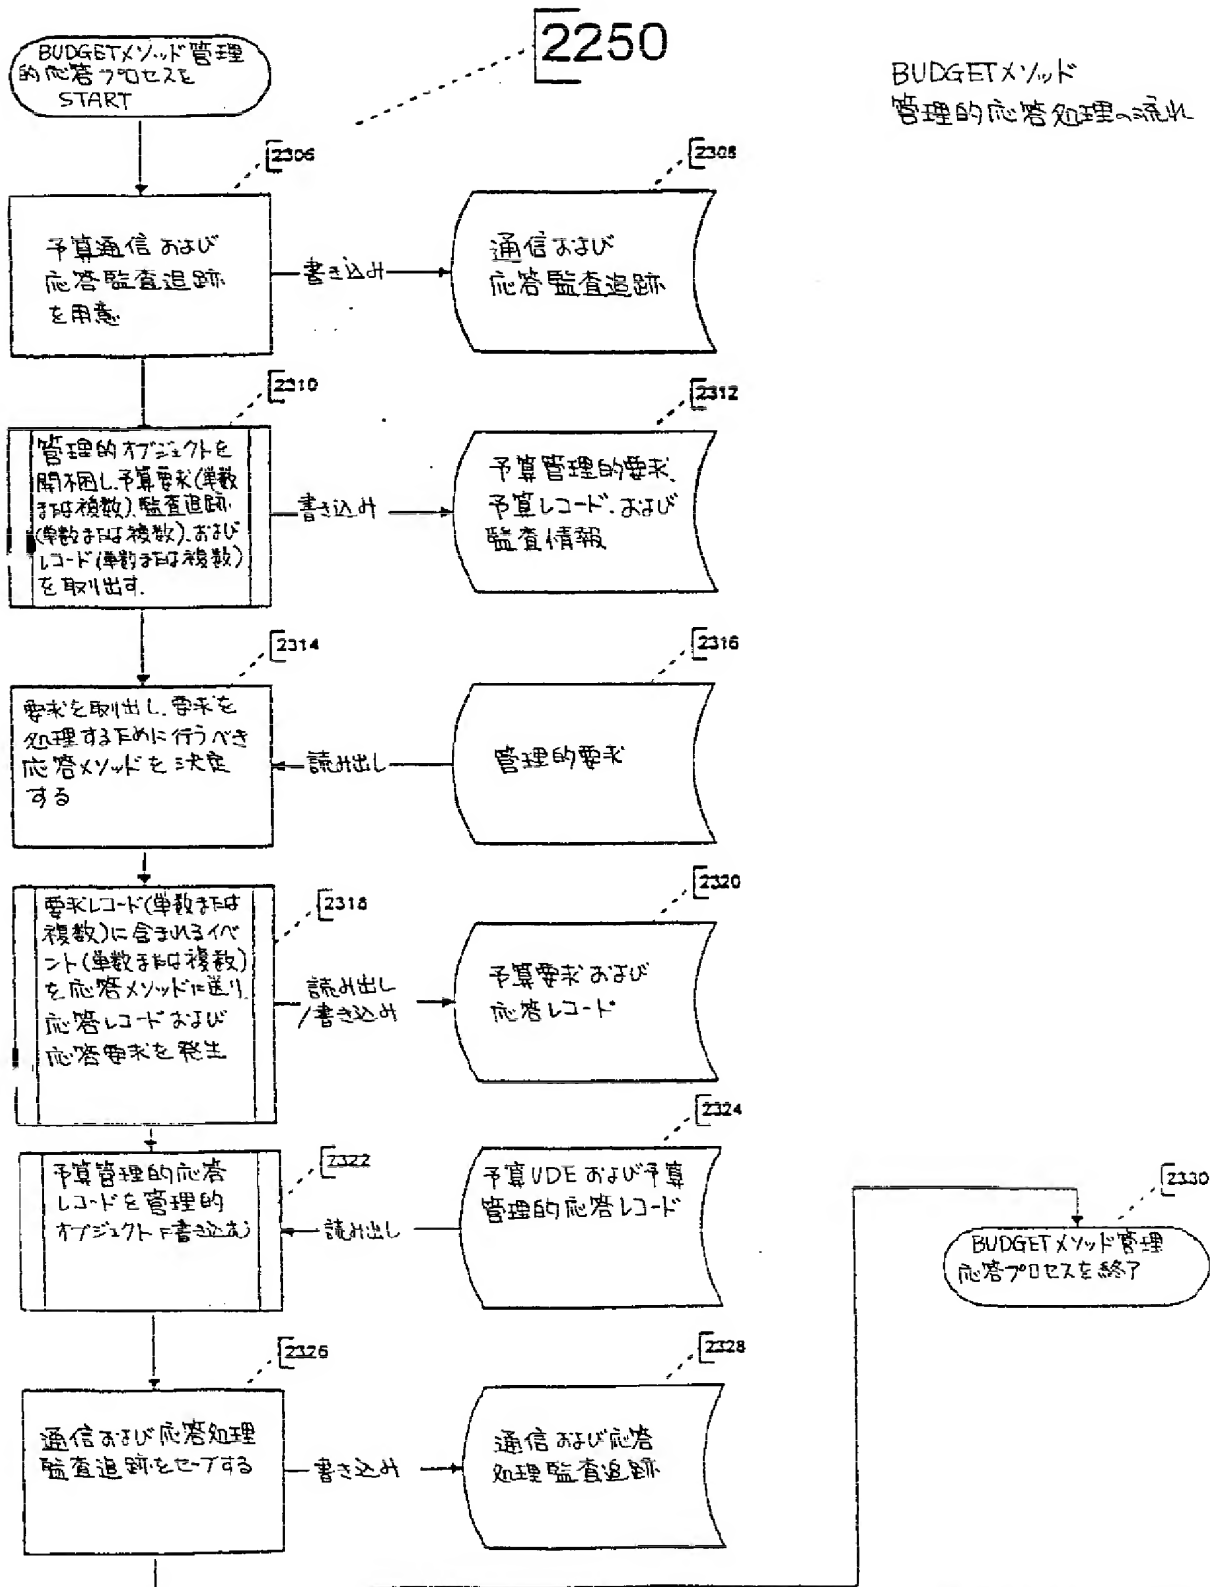 BUDGETメソッド管理
的応答プロセスを
START
2250
BUDGETメソッド
管理的応答処理の流れ
2306
予算通信および
応答監査追跡
を用意
書き込み
2308
通信および
応答監査追跡
2310
管理的オブジェクトを
開梱し、予算要求(単数
または複数)、監査追跡
(単数または複数)、および
レコード(単数または複数)
を取り出す.
書き込み
2312
予算管理的要求、
予算レコード、および
監査情報
2314
要求を取出し、要求を
処理するために行うべき
応答メソッドを決定
する
読み出し
2316
管理的要求
2318
要求レコード(単数または
複数)に含まれるイベ
ント(単数または複数)
を応答メソッドに送り、
応答レコードおよび
応答要求を発生
読み出し
/書き込み
2320
予算要求および
応答レコード
2322
予算管理的応答
レコードを管理的
オブジェクトに書き込む
読み出し
2324
予算UDEおよび予算
管理的応答レコード
2326
通信および応答処理
監査追跡をセーブする
書き込み
2328
通信および応答
処理監査追跡
2330
BUDGETメソッド管理
応答プロセスを終了